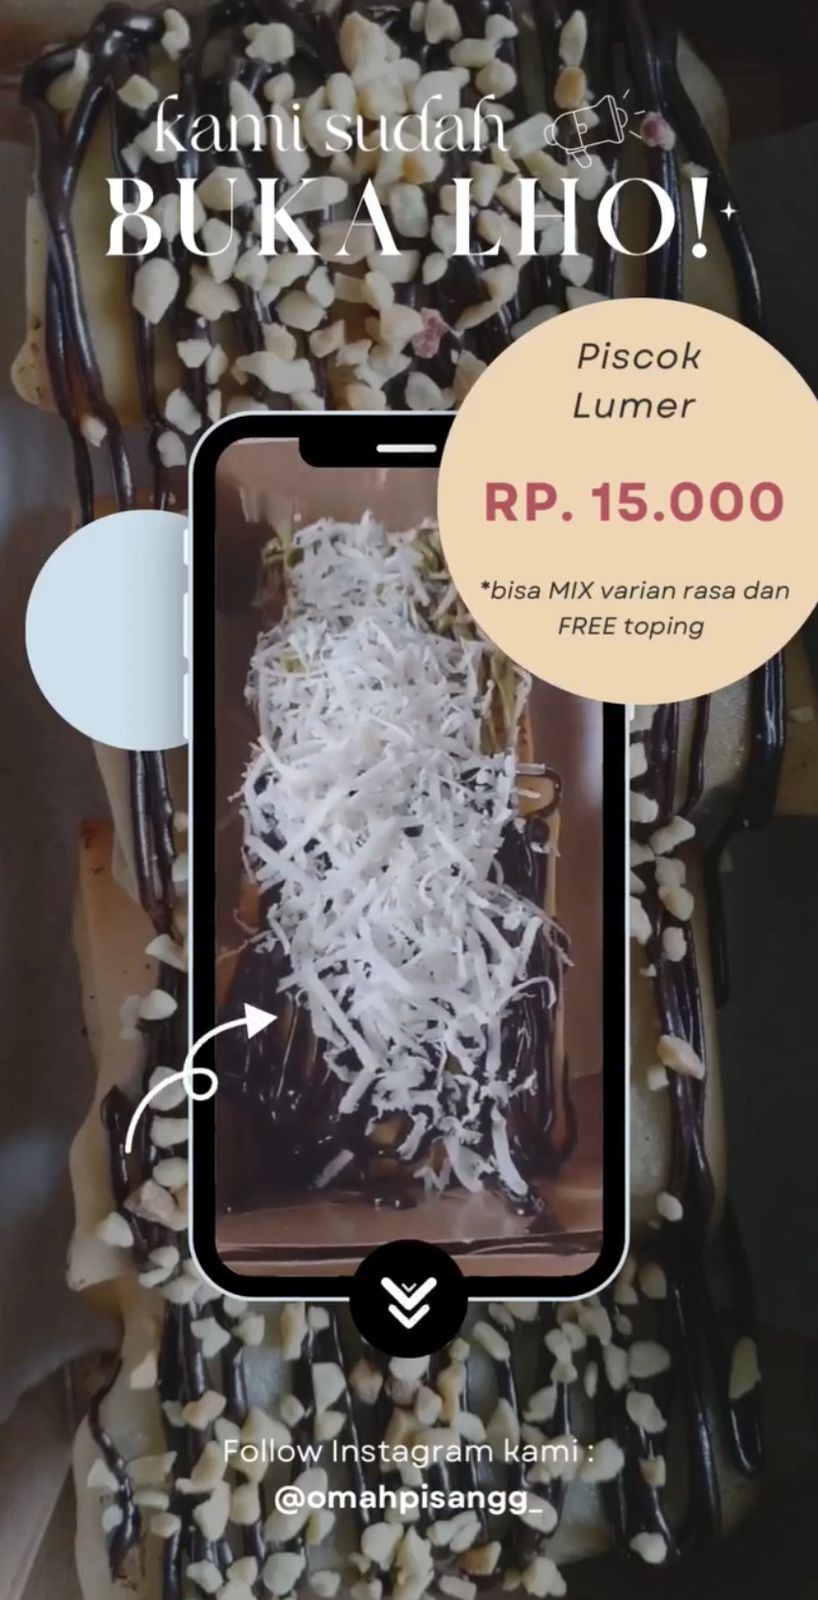 kami sudah
BUKA LHO!
Piscok
Lumer
RP. 15.000
*bisa MIX varian rasa dan
FREE toping
Follow Instagram kami :
@omahpisangg_